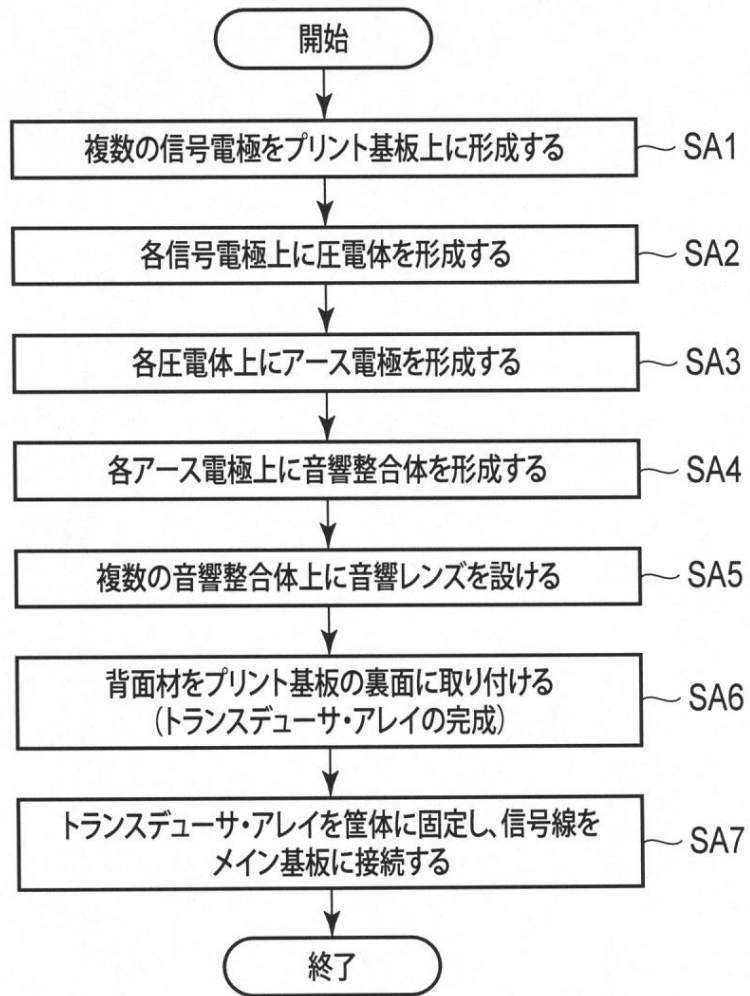 開始
複数の信号電極をプリント基板上に形成する
SA1
各信号電極上に圧電体を形成する
SA2
各圧電体上にアース電極を形成する
SA3
各アース電極上に音響整合体を形成する
SA4
複数の音響整合体上に音響レンズを設ける
SA5
背面材をプリント基板の裏面に取り付ける
(トランスデューサ・アレイの完成)
SA6
トランスデューサ・アレイを筐体に固定し、信号線を
メイン基板に接続する
SA7
終了